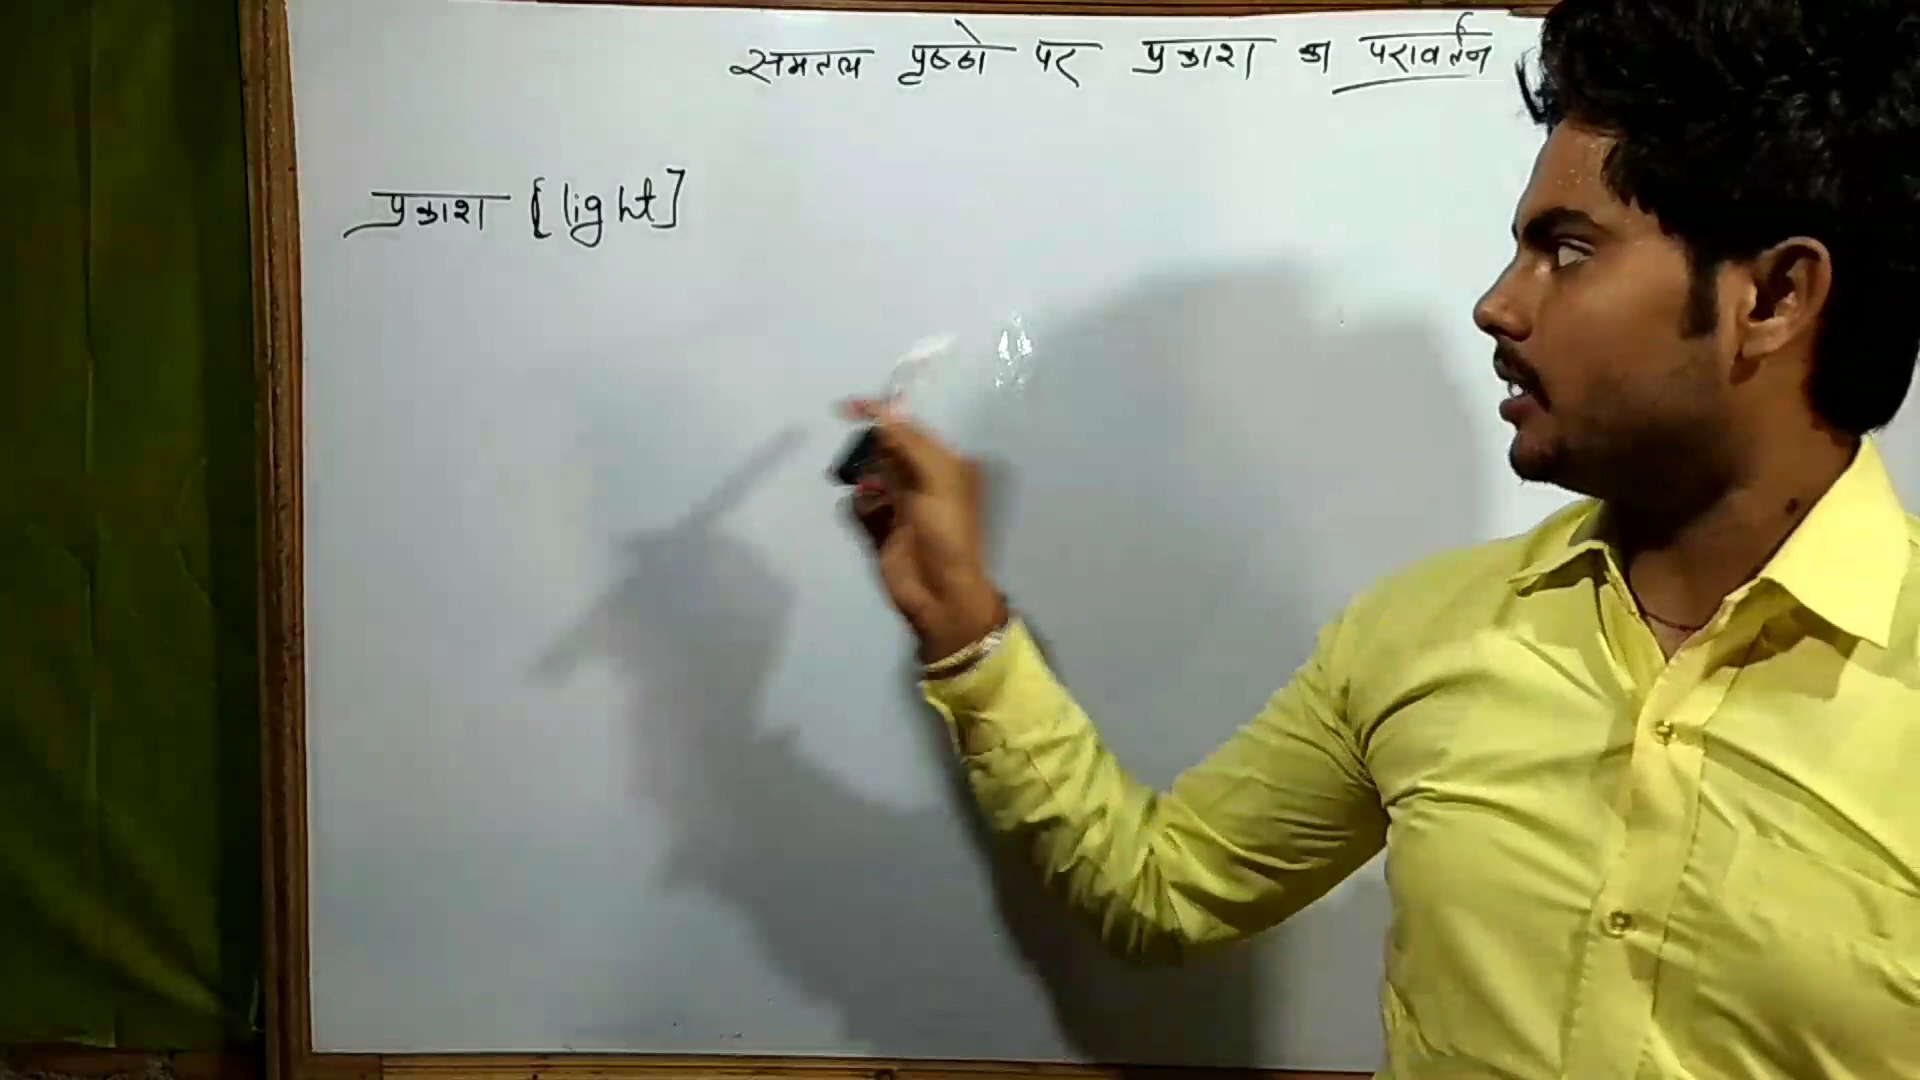 समतल पृष्ठो पर प्रकाश का परावर्तन
प्रकाश [light]